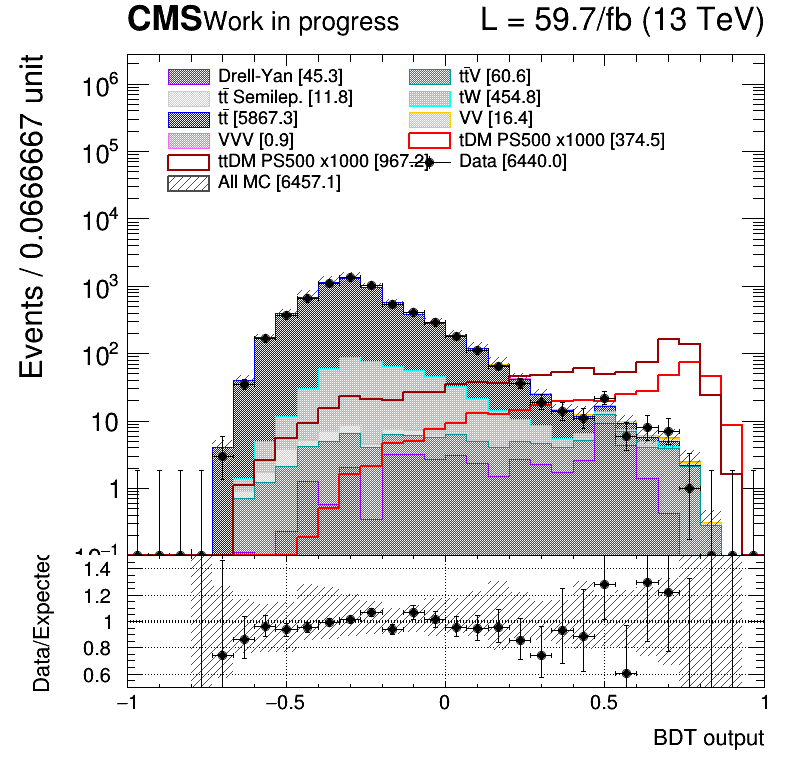 CMS Work in progress L = 59.7/fb (13 TeV)
Events / 0.0666667 unit
10⁶
10⁵
10⁴
10³
10²
10
1
10⁻¹
Drell-Yan [45.3]
tt̄ Semilep. [11.8]
tt̄ [5867.3]
VVV [0.9]
ttDM PS500 x1000 [967.2]
All MC [6457.1]
tt̄V [60.6]
tW [454.8]
VV [16.4]
tDM PS500 x1000 [374.5]
Data [6440.0]
Data/Expected
1.4
1.2
1
0.8
0.6
−1 −0.5 0 0.5 1
BDT output